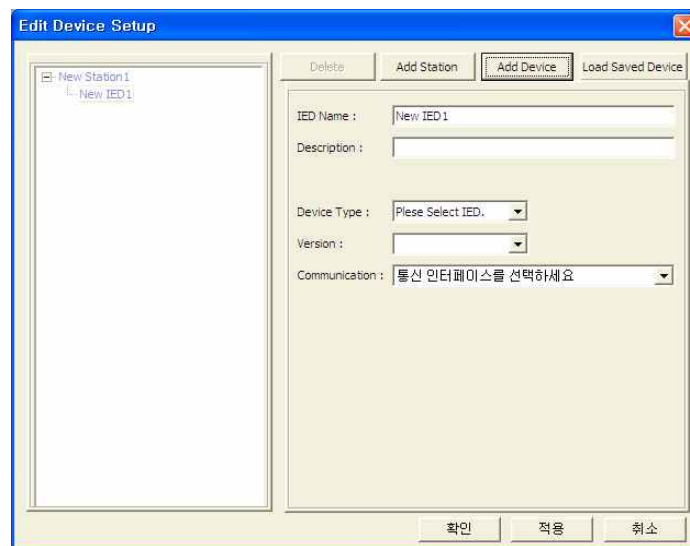 Edit Device Setup
New Station1
New IED1
Delete
Add Station
Add Device
Load Saved Device
IED Name :
New IED1
Description :
Device Type :
Plese Select IED.
Version :
Communication :
통신 인터페이스를 선택하세요
확인
적용
취소